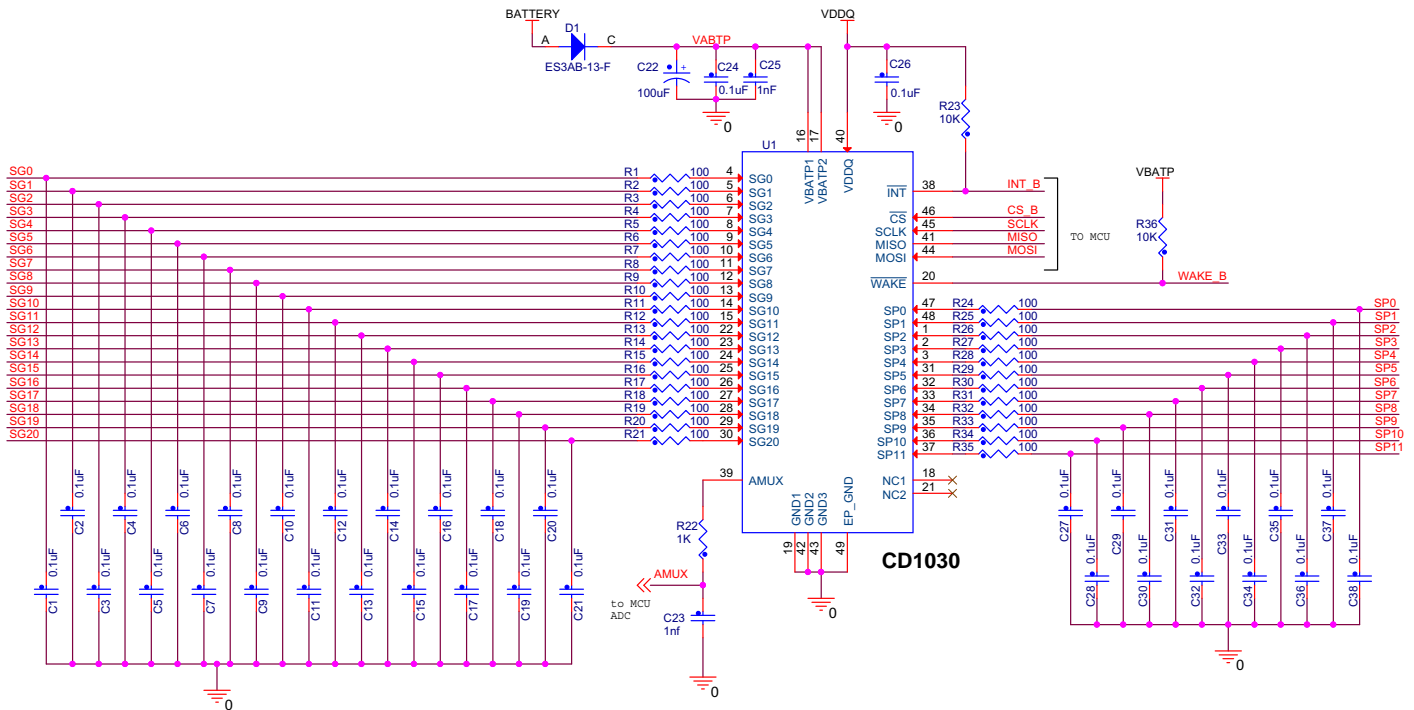 BATTERY
VDDQ
D1
A C VABTP
ES3AB-13-F
C22
100uF
+
C24
0.1uF
C25
1nF
0
C26
0.1uF
0
R23
10K
U1
16
17
40
VBATP1
VBATP2
VDDQ
SG0 R1 100 4 SG0
SG1 R2 100 5 SG1
SG2 R3 100 6 SG2
SG3 R4 100 7 SG3
SG4 R5 100 8 SG4
SG5 R6 100 9 SG5
SG6 R7 100 10 SG6
SG7 R8 100 11 SG7
SG8 R9 100 12 SG8
SG9 R10 100 13 SG9
SG10 R11 100 14 SG10
SG11 R12 100 15 SG11
SG12 R13 100 22 SG12
SG13 R14 100 23 SG13
SG14 R15 100 24 SG14
SG15 R16 100 25 SG15
SG16 R17 100 26 SG16
SG17 R18 100 27 SG17
SG18 R19 100 28 SG18
SG19 R20 100 29 SG19
SG20 R21 100 30 SG20
INT 38 INT_B
CS 46 CS_B
SCLK 45 SCLK
MISO 41 MISO
MOSI 44 MOSI
TO MCU
VBATP
R36
10K
WAKE 20 WAKE_B
SP0 47 R24 100 SP0
SP1 48 R25 100 SP1
SP2 1 R26 100 SP2
SP3 2 R27 100 SP3
SP4 3 R28 100 SP4
SP5 31 R29 100 SP5
SP6 32 R30 100 SP6
SP7 33 R31 100 SP7
SP8 34 R32 100 SP8
SP9 35 R33 100 SP9
SP10 36 R34 100 SP10
SP11 37 R35 100 SP11
39 AMUX
NC1 18
NC2 21
GND1
GND2
GND3
EP_GND
19
42
43
49
CD1030
0
R22
1K
AMUX
to MCU
ADC
C23
1nf
0
C2 0.1uF
C4 0.1uF
C6 0.1uF
C8 0.1uF
C10 0.1uF
C12 0.1uF
C14 0.1uF
C16 0.1uF
C18 0.1uF
C20 0.1uF
C1 0.1uF
C3 0.1uF
C5 0.1uF
C7 0.1uF
C9 0.1uF
C11 0.1uF
C13 0.1uF
C15 0.1uF
C17 0.1uF
C19 0.1uF
C21 0.1uF
0
C27 0.1uF
C29 0.1uF
C31 0.1uF
C33 0.1uF
C35 0.1uF
C37 0.1uF
C28 0.1uF
C30 0.1uF
C32 0.1uF
C34 0.1uF
C36 0.1uF
C38 0.1uF
0